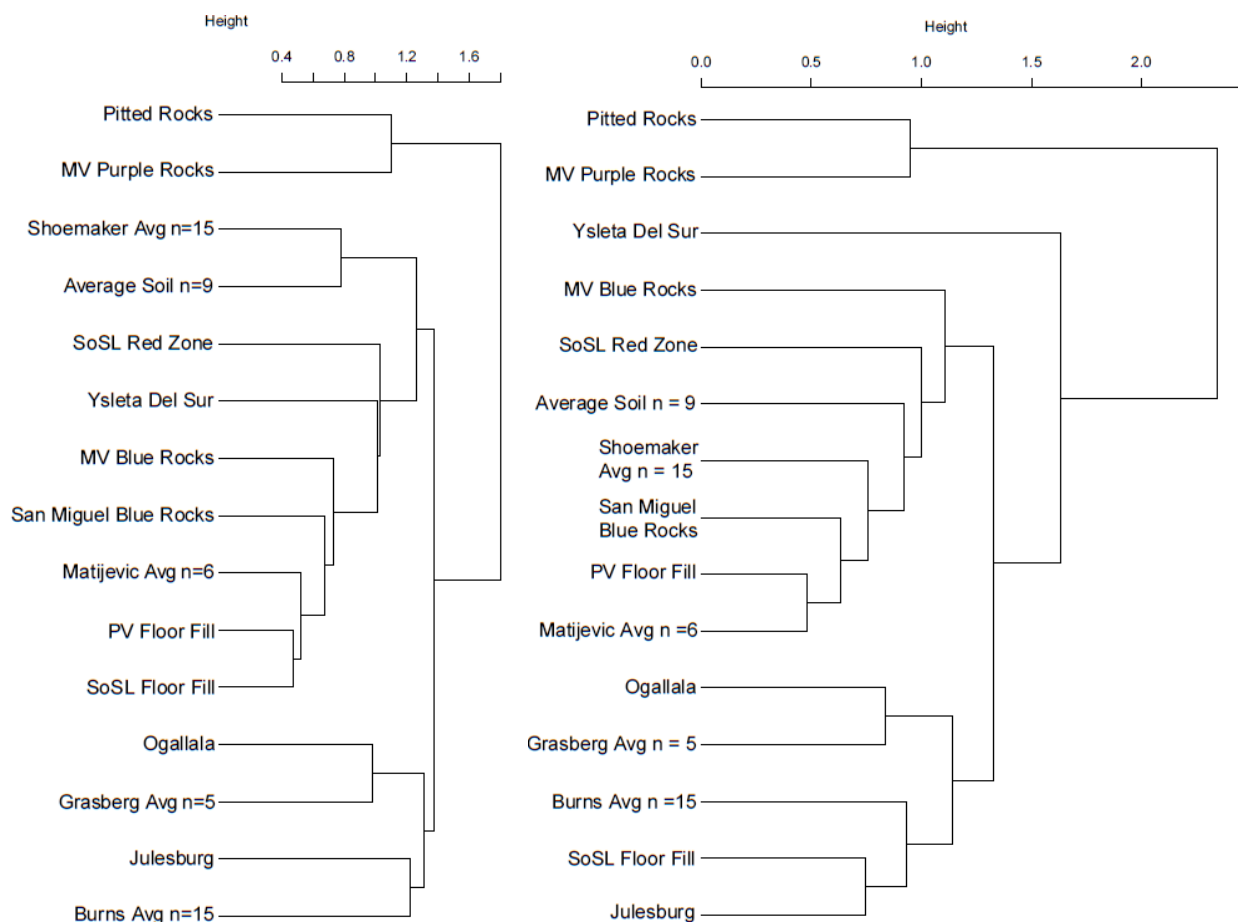 Height
0.4 0.8 1.2 1.6
Pitted Rocks
MV Purple Rocks
Shoemaker Avg n=15
Average Soil n=9
SoSL Red Zone
Ysleta Del Sur
MV Blue Rocks
San Miguel Blue Rocks
Matijevic Avg n=6
PV Floor Fill
SoSL Floor Fill
Ogallala
Grasberg Avg n=5
Julesburg
Burns Avg n=15
Height
0.0 0.5 1.0 1.5 2.0
Pitted Rocks
MV Purple Rocks
Ysleta Del Sur
MV Blue Rocks
SoSL Red Zone
Average Soil n = 9
Shoemaker
Avg n = 15
San Miguel
Blue Rocks
PV Floor Fill
Matijevic Avg n =6
Ogallala
Grasberg Avg n = 5
Burns Avg n =15
SoSL Floor Fill
Julesburg